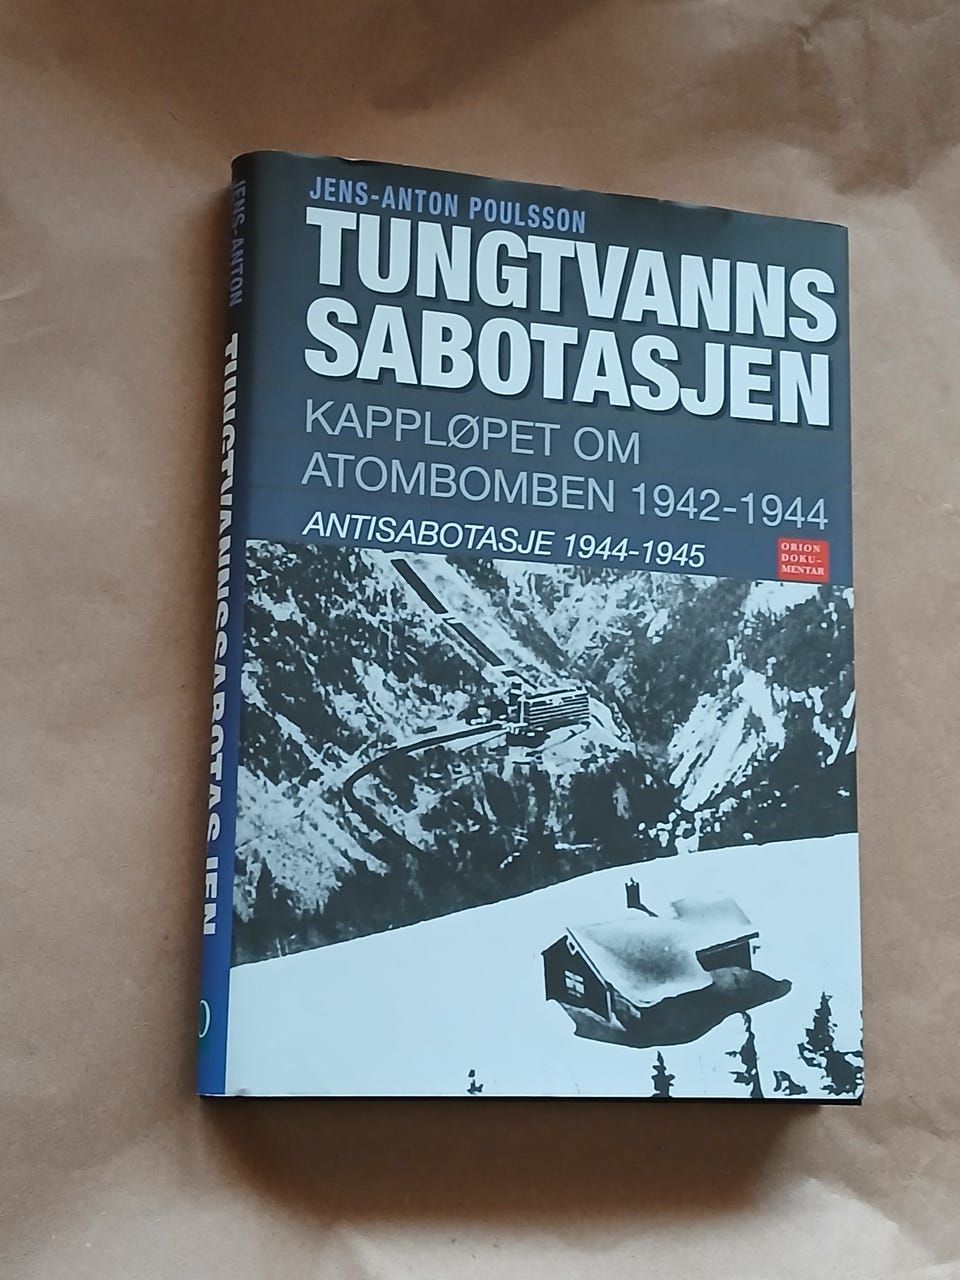 JENS-ANTON POULSSON
TUNGTVANNS
SABOTASJEN
KAPPLØPET OM
ATOMBOMBEN 1942-1944
ANTISABOTASJE 1944-1945
ORION
DOKU-
MENTAR
JENS-ANTON
TUNGTVANNSSABOTASJEN